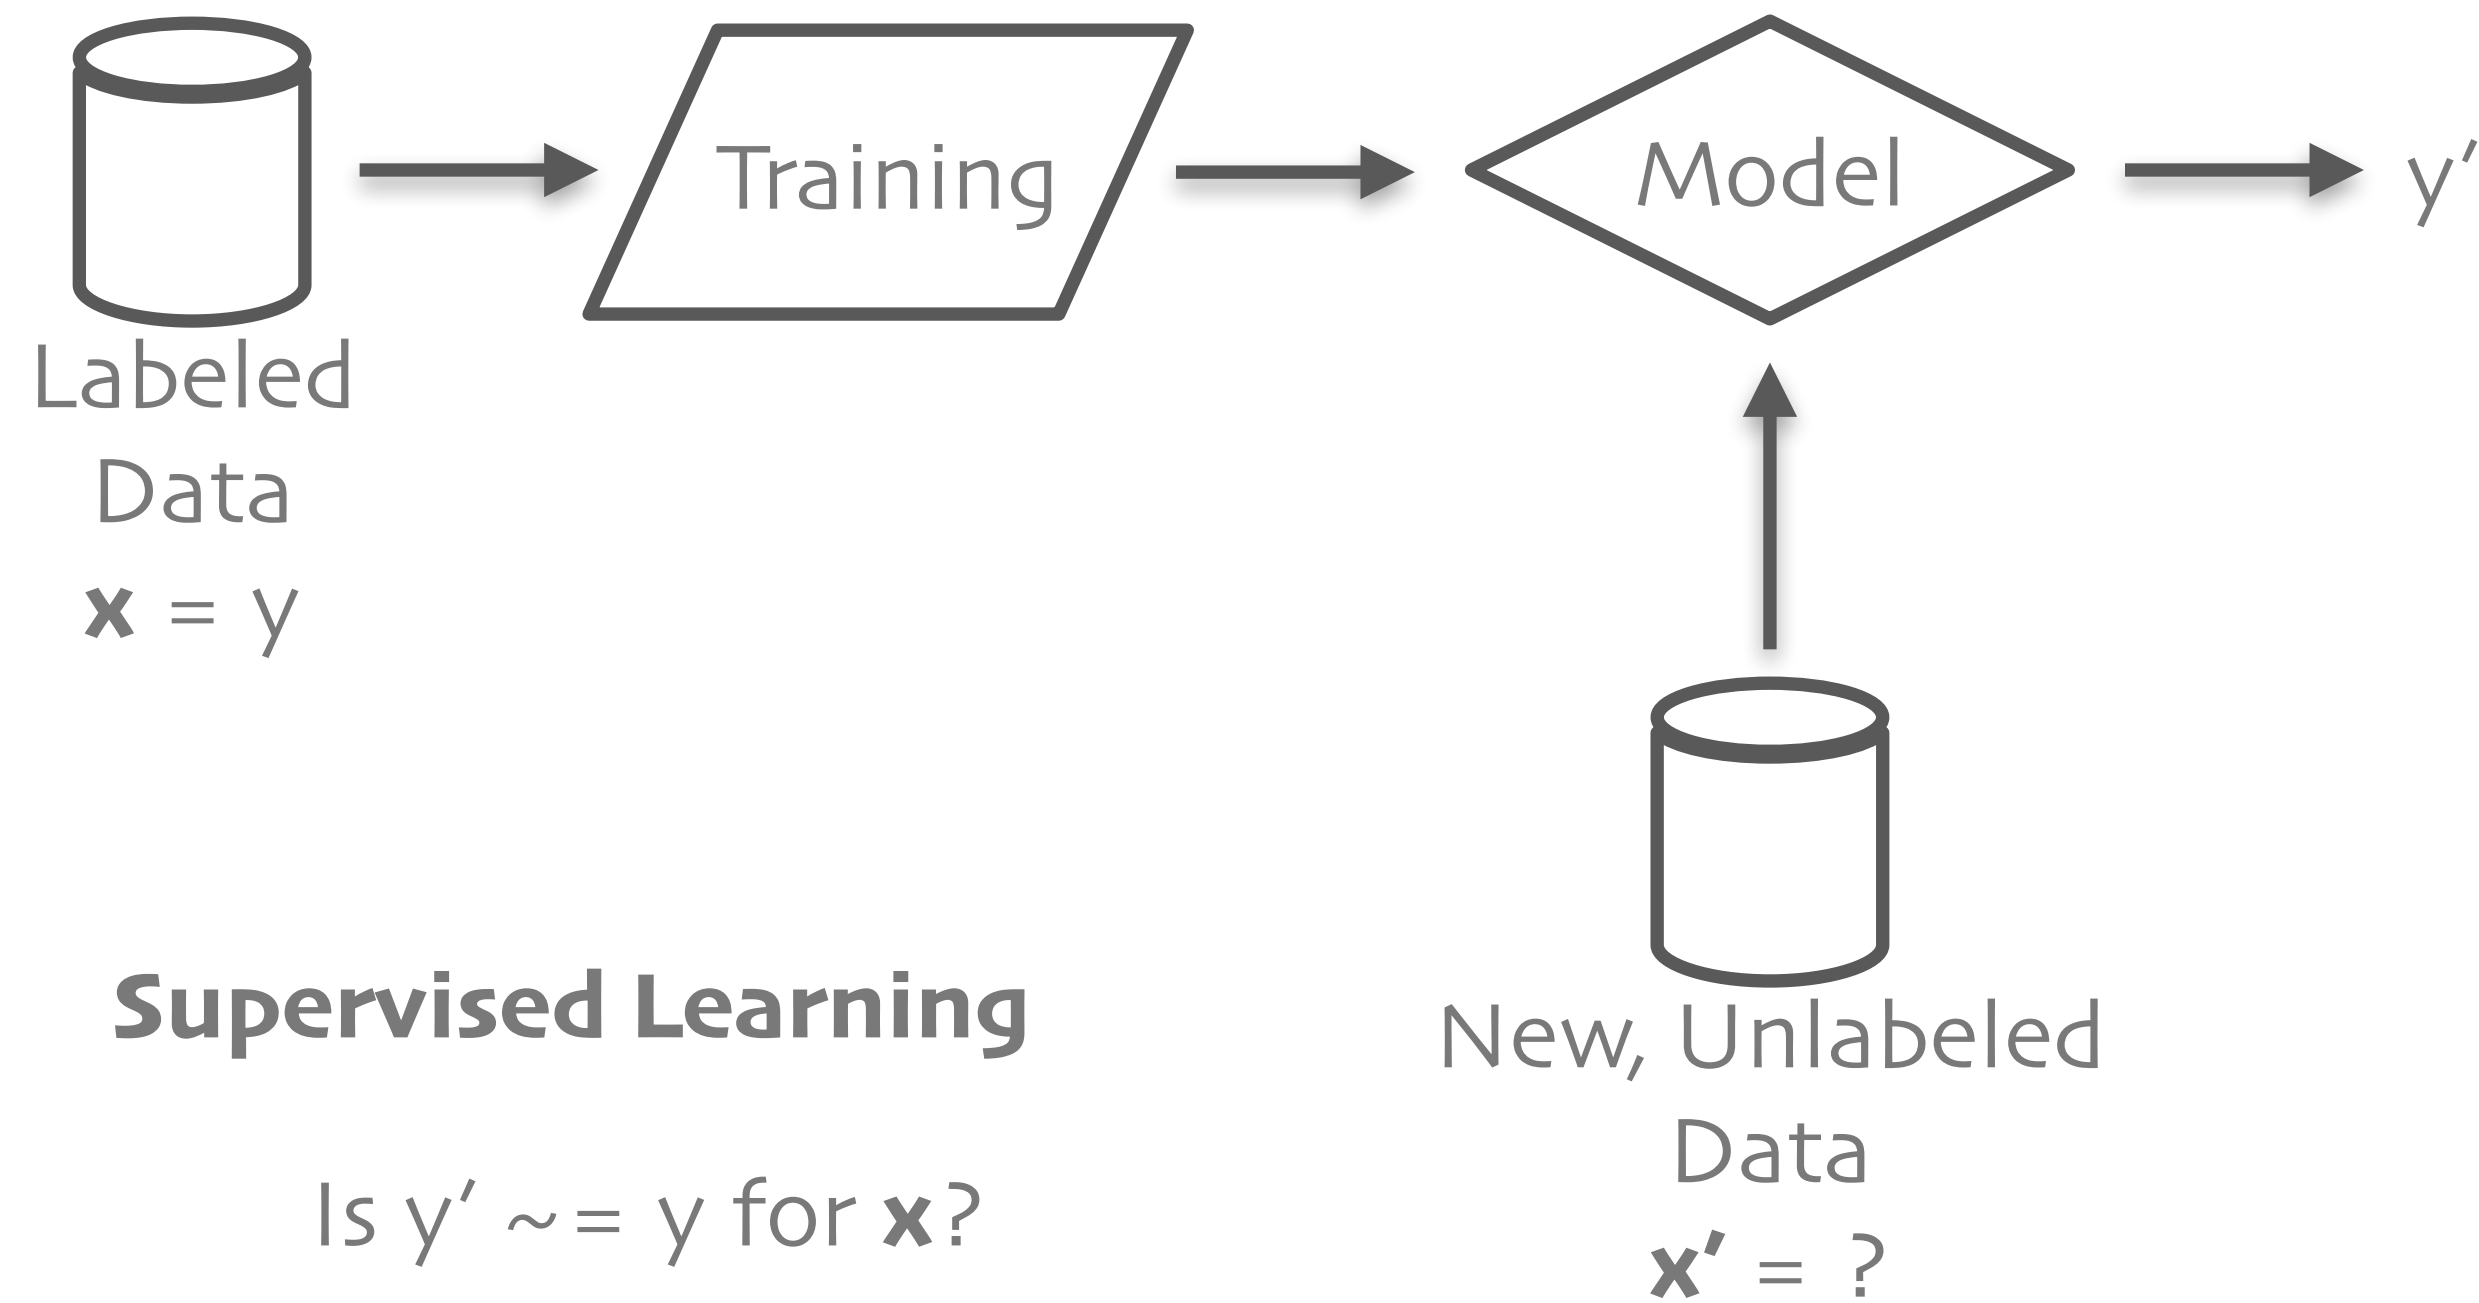 Training
Model
y′
Labeled
Data
x = y
Supervised Learning
Is y′ ~= y for x?
New, Unlabeled
Data
x′ = ?